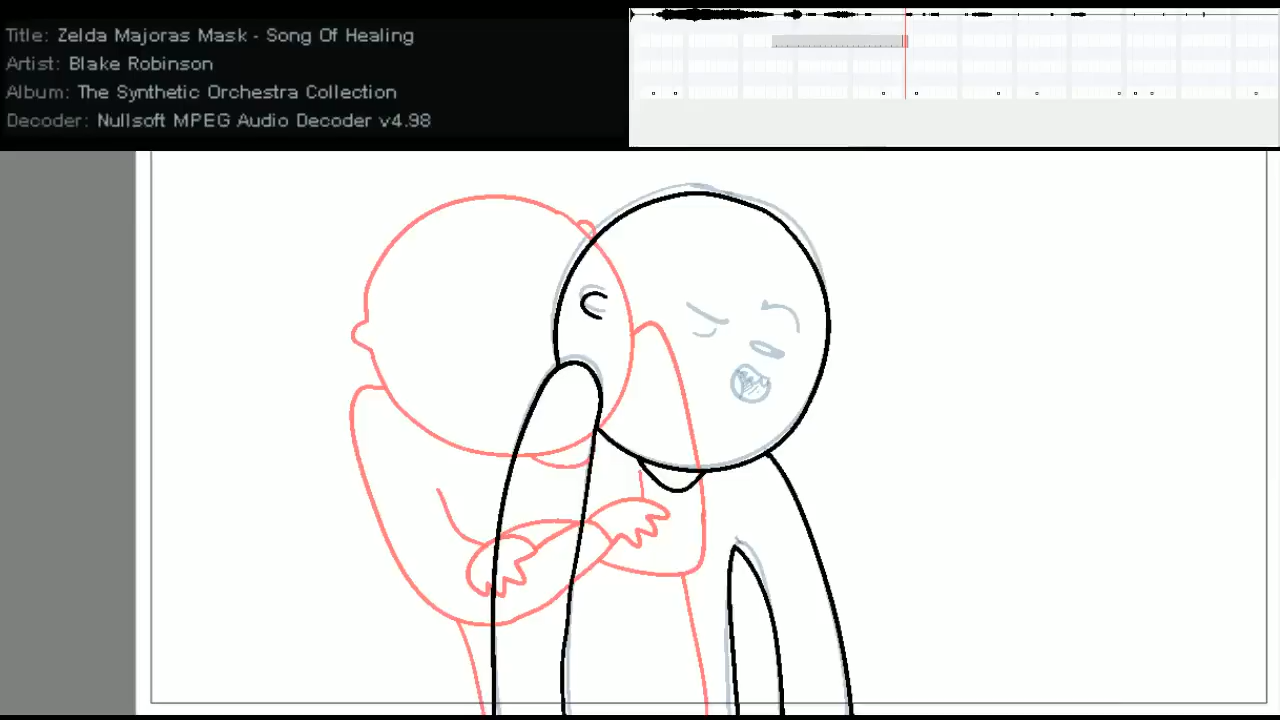 Title: Zelda Majoras Mask - Song Of Healing
Artist: Blake Robinson
Album: The Synthetic Orchestra Collection
Decoder: Nullsoft MPEG Audio Decoder v4.98